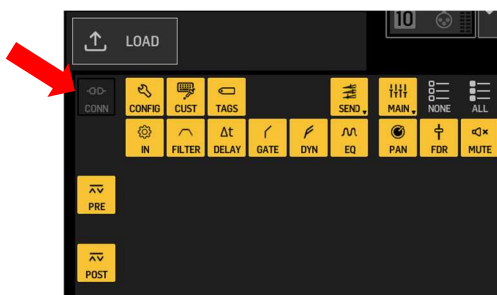 10
LOAD
CONN CONFIG CUST TAGS SEND MAIN NONE ALL
IN FILTER Δt DELAY GATE DYN EQ PAN FDR MUTE
PRE
POST